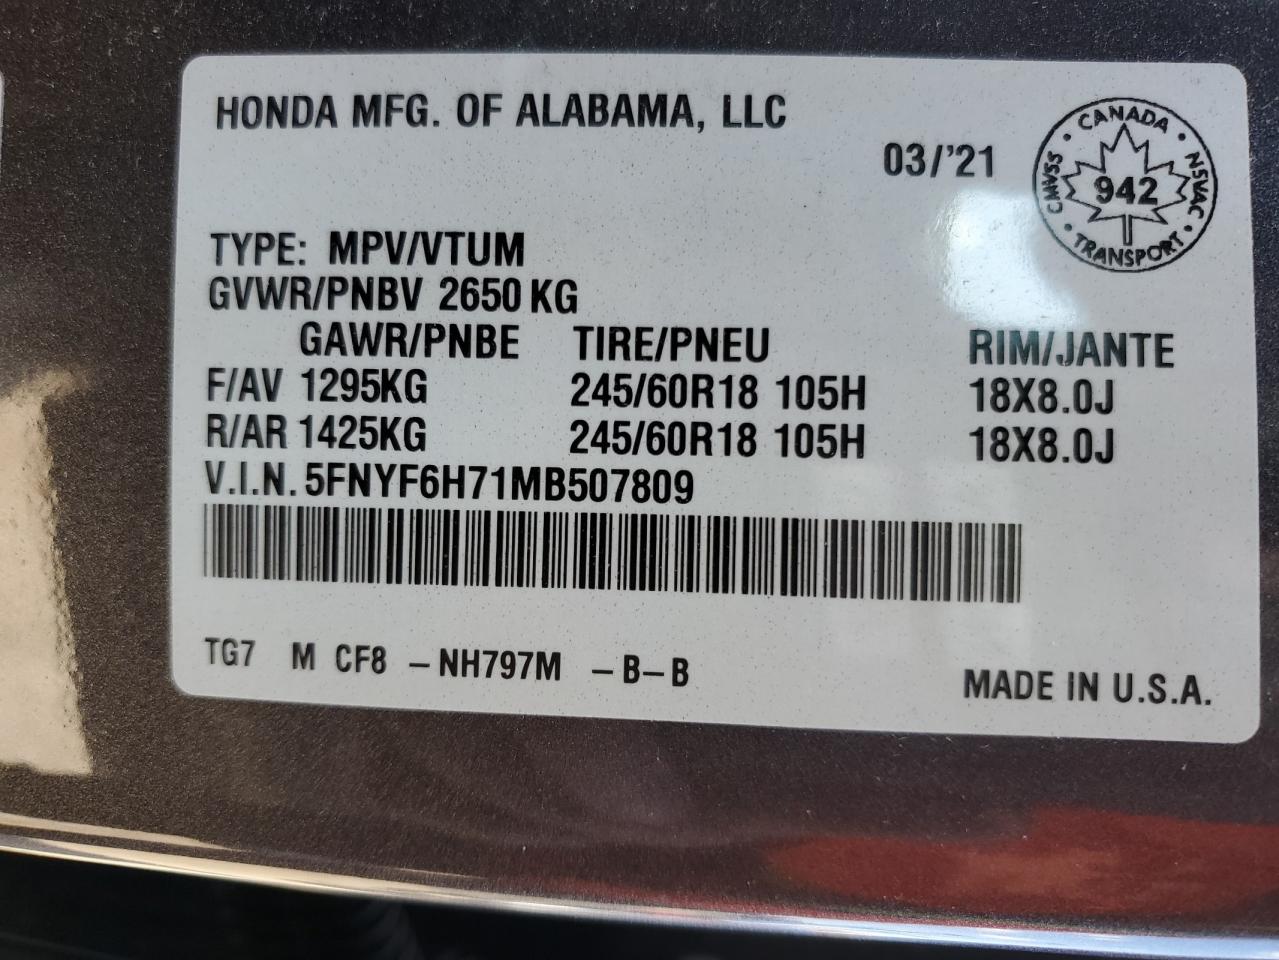 HONDA MFG. OF ALABAMA, LLC
03/'21
CANADA
CMVSS
942
NSVAC
TRANSPORT
TYPE: MPV/VTUM
GVWR/PNBV 2650 KG
GAWR/PNBE TIRE/PNEU RIM/JANTE
F/AV 1295KG 245/60R18 105H 18X8.0J
R/AR 1425KG 245/60R18 105H 18X8.0J
V.I.N. 5FNYF6H71MB507809
TG7 M CF8 -NH797M -B-B
MADE IN U.S.A.